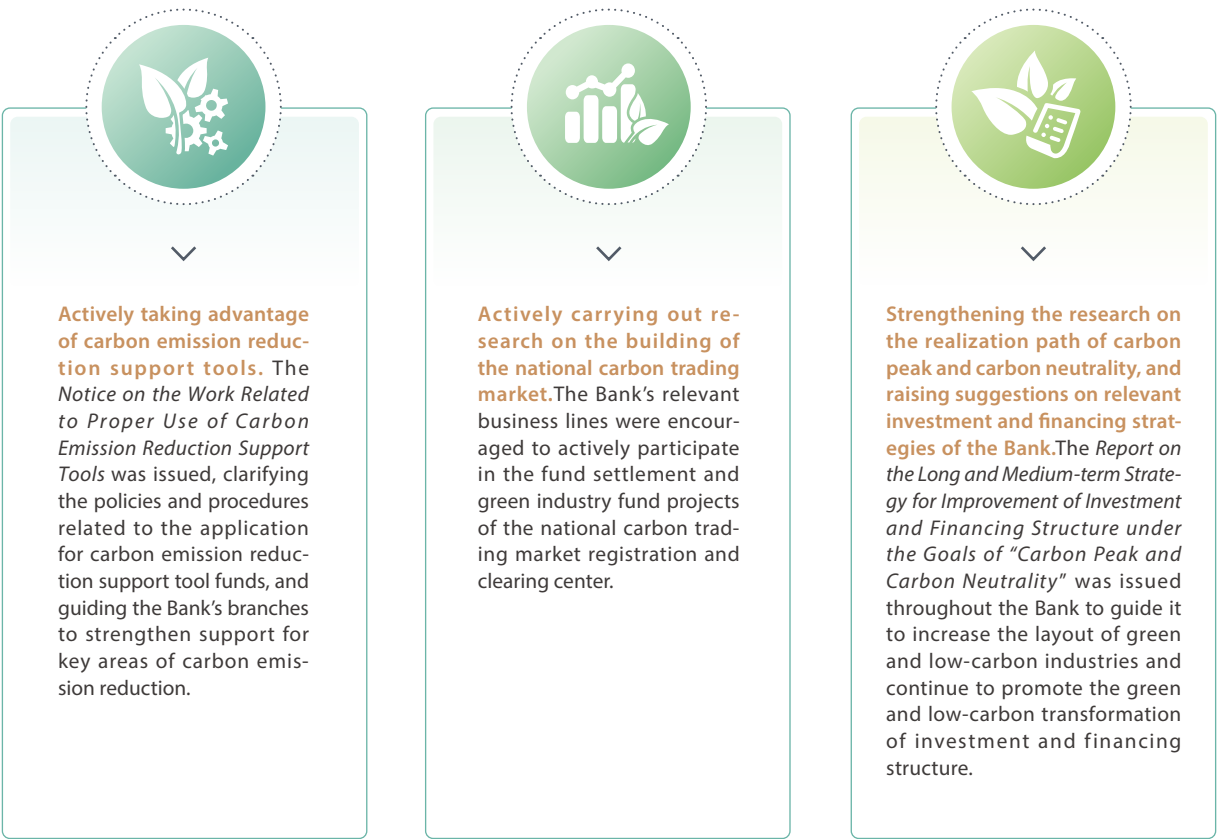 Actively taking advantage
of carbon emission reduc-
tion support tools. The
Notice on the Work Related
to Proper Use of Carbon
Emission Reduction Support
Tools was issued, clarifying
the policies and procedures
related to the application
for carbon emission reduc-
tion support tool funds, and
guiding the Bank’s branches
to strengthen support for
key areas of carbon emis-
sion reduction.
Actively carrying out re-
search on the building of
the national carbon trading
market.The Bank’s relevant
business lines were encour-
aged to actively participate
in the fund settlement and
green industry fund projects
of the national carbon trad-
ing market registration and
clearing center.
Strengthening the research on
the realization path of carbon
peak and carbon neutrality, and
raising suggestions on relevant
investment and financing strat-
egies of the Bank.The Report on
the Long and Medium-term Strate-
gy for Improvement of Investment
and Financing Structure under
the Goals of “Carbon Peak and
Carbon Neutrality” was issued
throughout the Bank to guide it
to increase the layout of green
and low-carbon industries and
continue to promote the green
and low-carbon transformation
of investment and financing
structure.